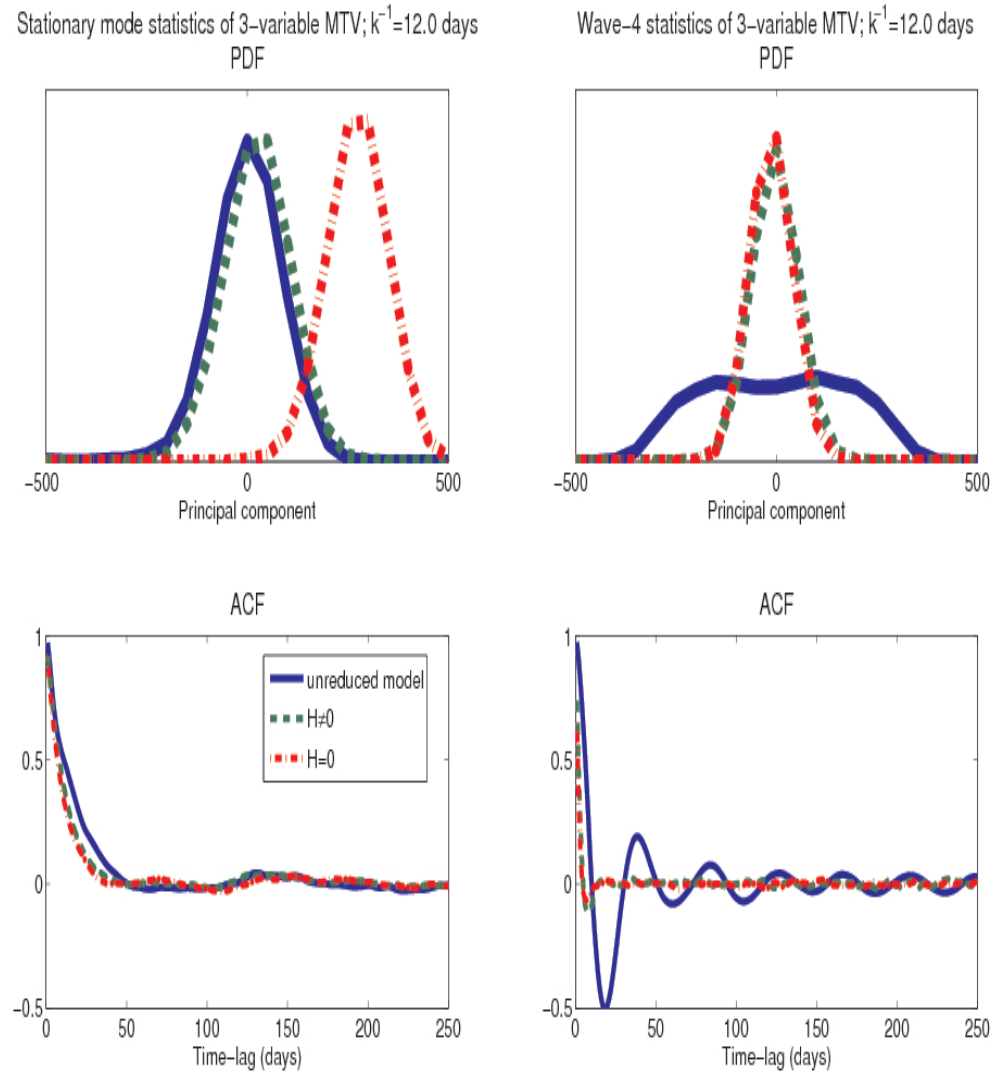 Stationary mode statistics of 3−variable MTV; k⁻¹=12.0 days
PDF
−500 0 500
Principal component
Wave−4 statistics of 3−variable MTV; k⁻¹=12.0 days
PDF
−500 0 500
Principal component
ACF
1
0.5
0
−0.5
0 50 100 150 200 250
Time−lag (days)
unreduced model
H≠0
H=0
ACF
1
0.5
0
−0.5
0 50 100 150 200 250
Time−lag (days)